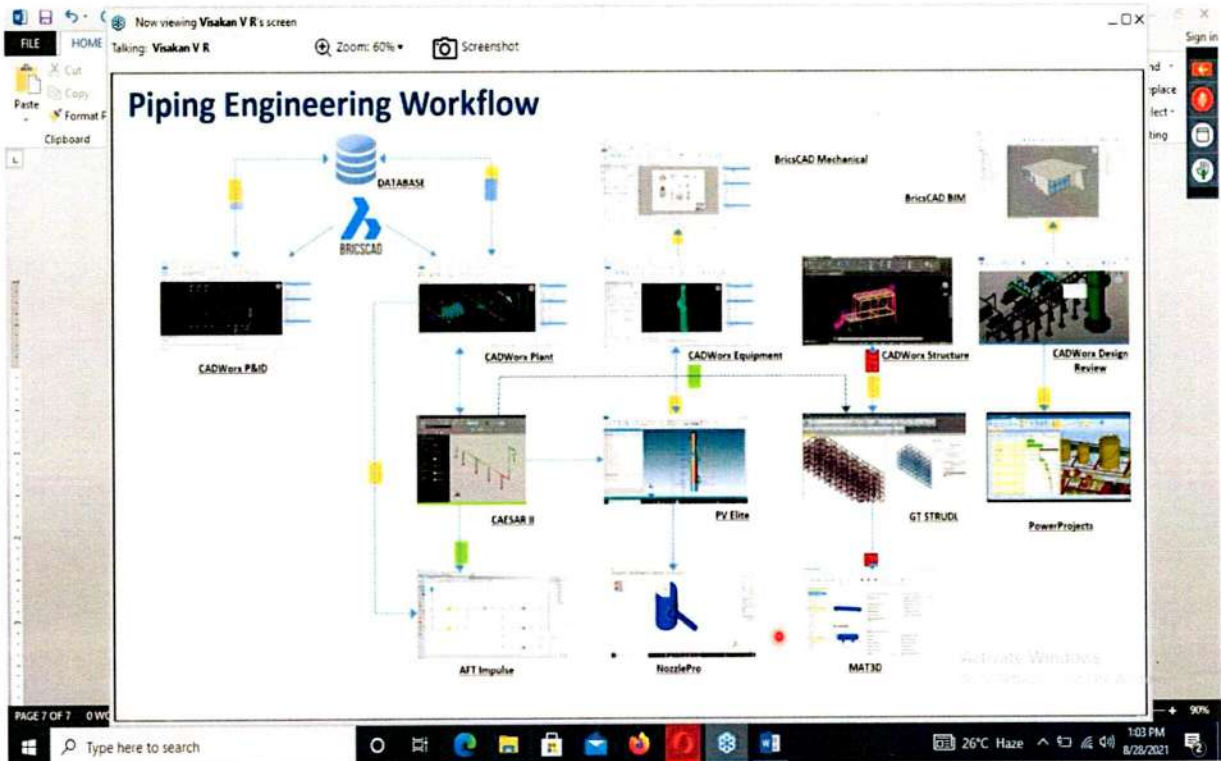 Now viewing Visakan V R's screen
Sign in
FILE
HOME
Talking: Visakan V R
Zoom: 60%
Screenshot
Cut
Copy
Paste
Format P
Clipboard
place
lect
ting
Piping Engineering Workflow
DATABASE
BRICSCAD
BricsCAD Mechanical
BricsCAD BIM
CADWorx P&ID
CADWorx Plant
CADWorx Equipment
CADWorx Structure
CADWorx Design
Review
CAESAR II
PV Elite
GT STRUDL
PowerProjects
AFT Impulse
NozzlePro
MAT3D
Activate Windows
PAGE 7 OF 7
0 WO
90%
Type here to search
26°C Haze
1:03 PM
8/28/2021